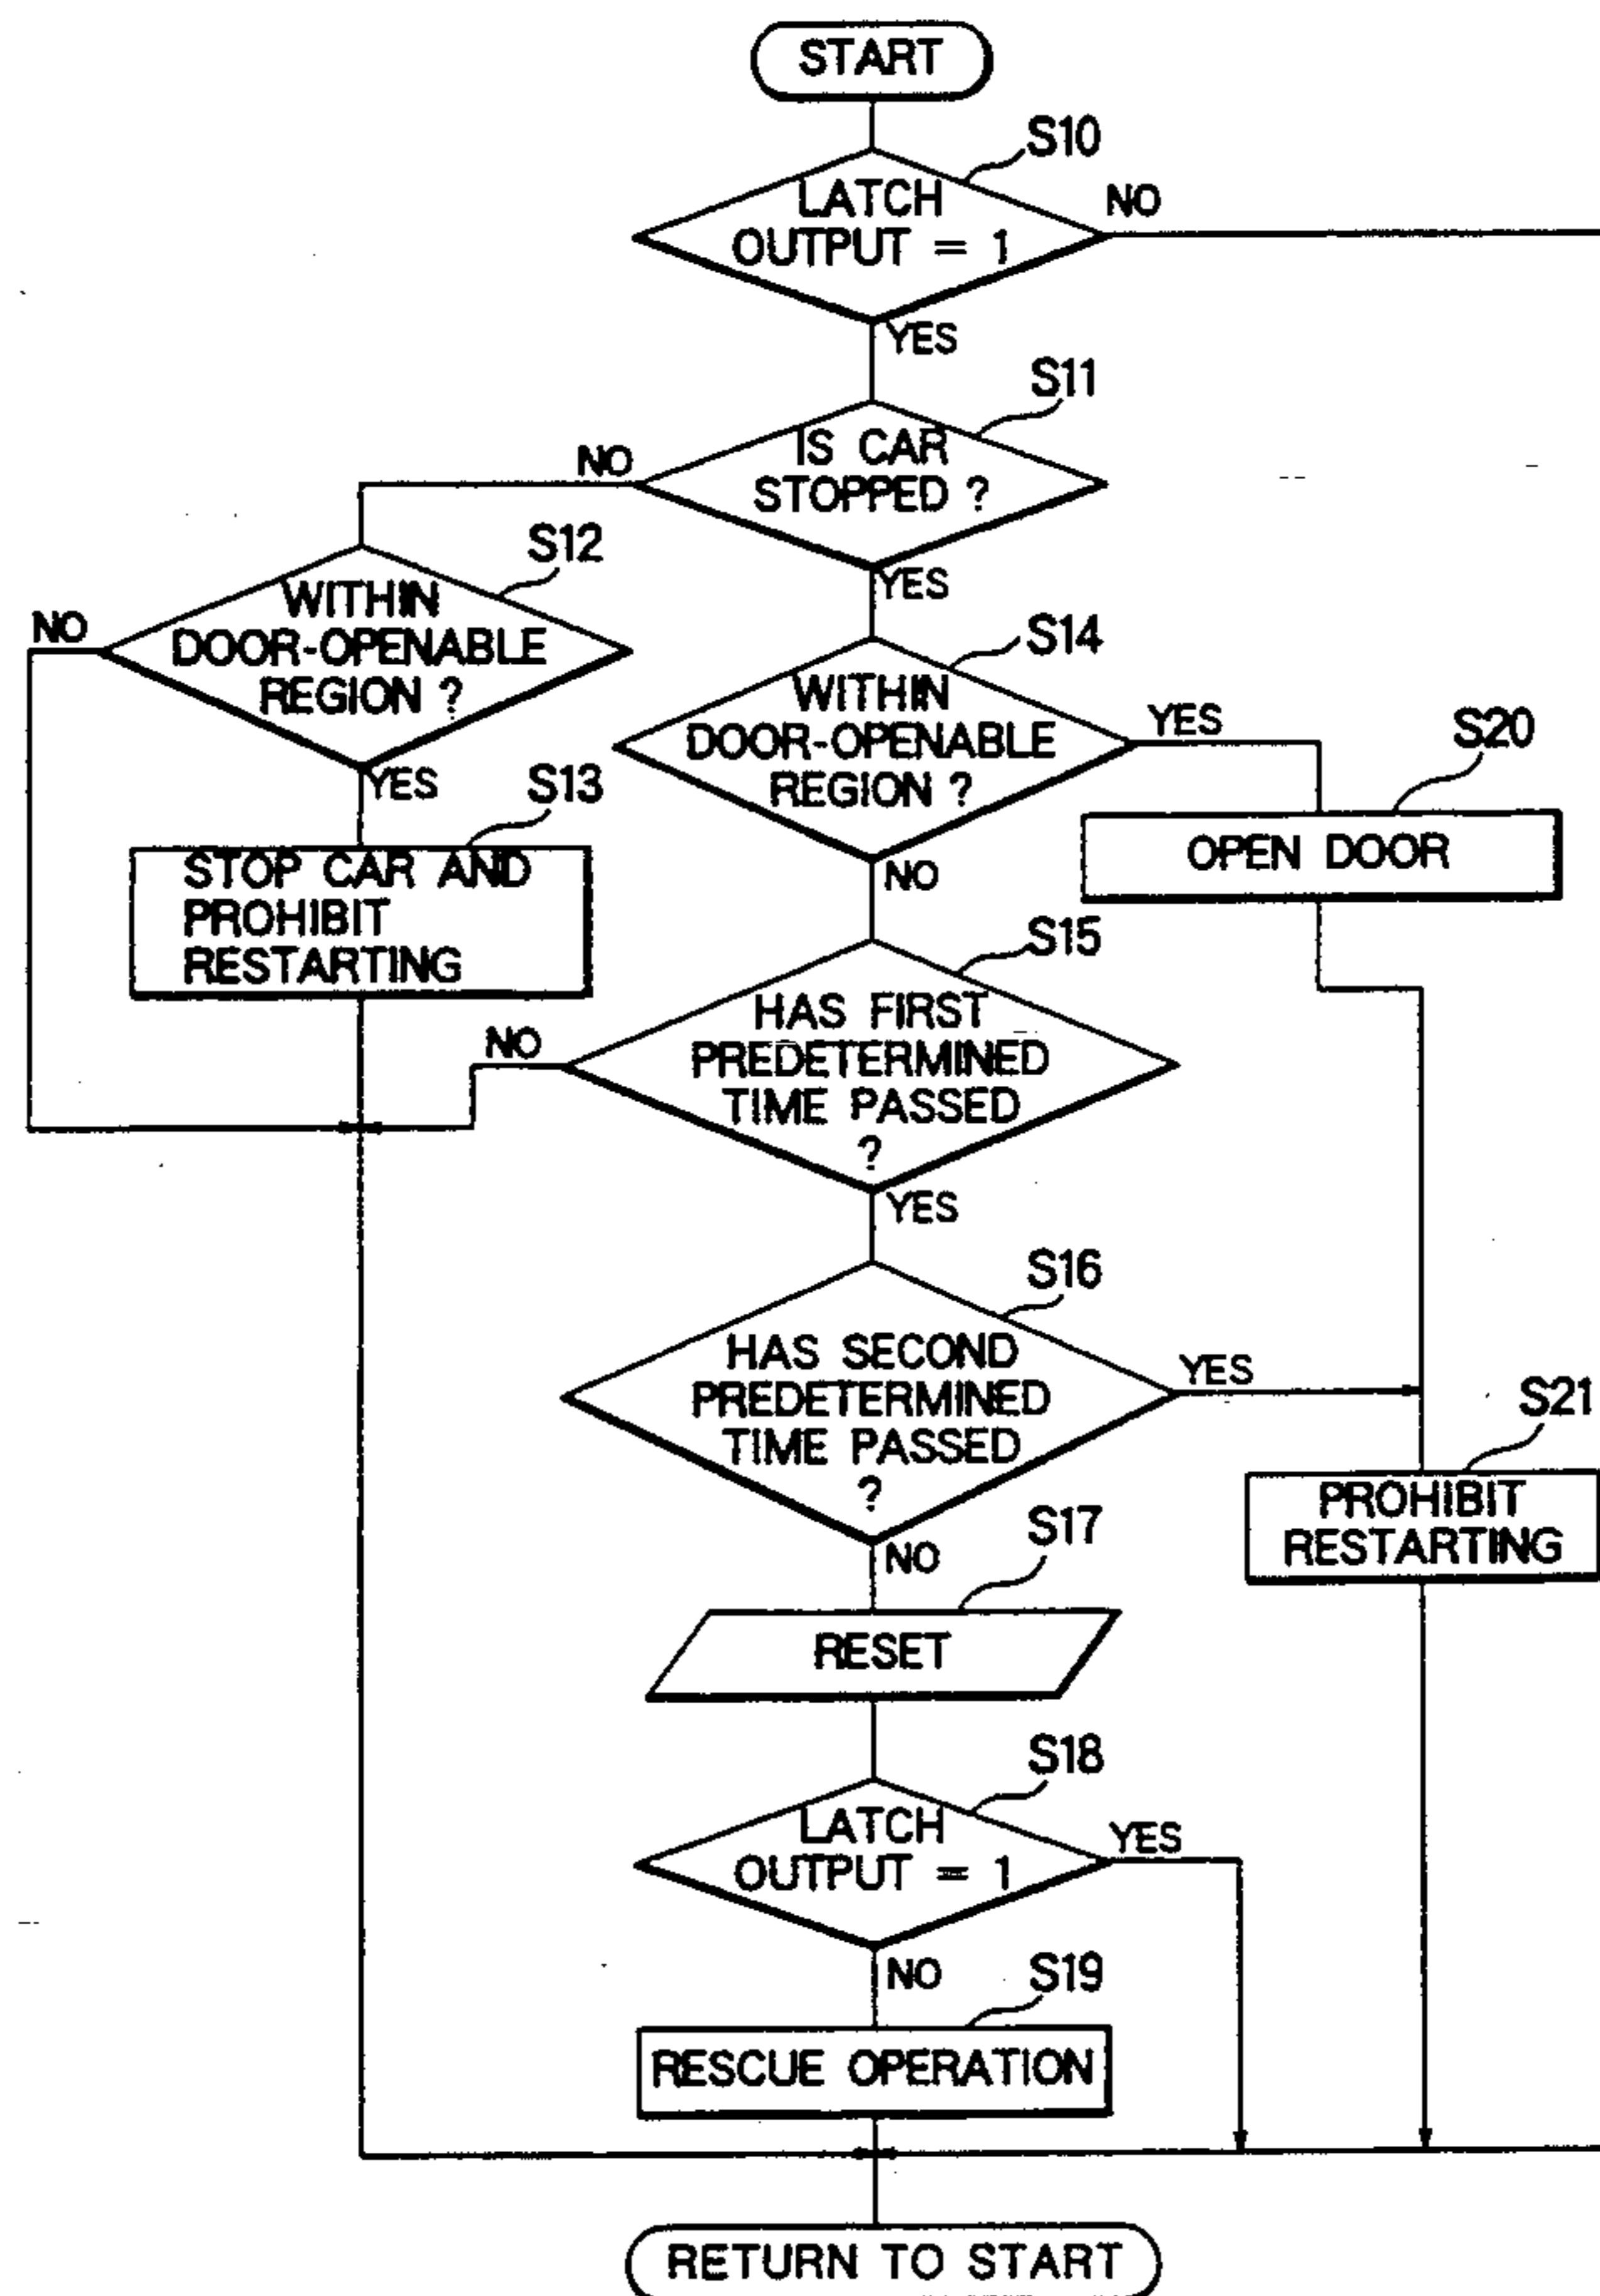 START
S10
LATCH
OUTPUT = 1
NO
YES
S11
IS CAR
STOPPED ?
NO
YES
S12
WITHIN
DOOR-OPENABLE
REGION ?
NO
YES
S13
STOP CAR AND
PROHIBIT
RESTARTING
S14
WITHIN
DOOR-OPENABLE
REGION ?
YES
NO
S20
OPEN DOOR
S15
HAS FIRST
PREDETERMINED
TIME PASSED
?
NO
YES
S16
HAS SECOND
PREDETERMINED
TIME PASSED
?
YES
NO
S21
PROHIBIT
RESTARTING
S17
RESET
S18
LATCH
OUTPUT = 1
YES
NO
S19
RESCUE OPERATION
RETURN TO START